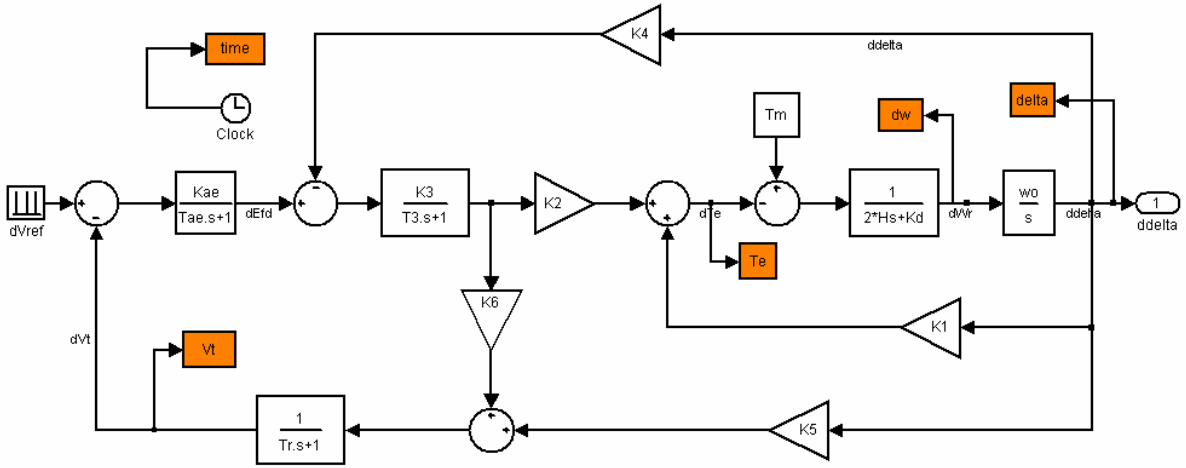 K4
time
ddelta
delta
Tm
dw
Clock
Kae
Tae.s+1
dEfd
-
+
K3
T3.s+1
K2
+
+
dTe
+
-
1
2*Hs+Kd
dWr
wo
s
ddelta
1
ddelta
dVref
+
-
Te
K6
K1
dVt
Vt
1
Tr.s+1
+
+
K5